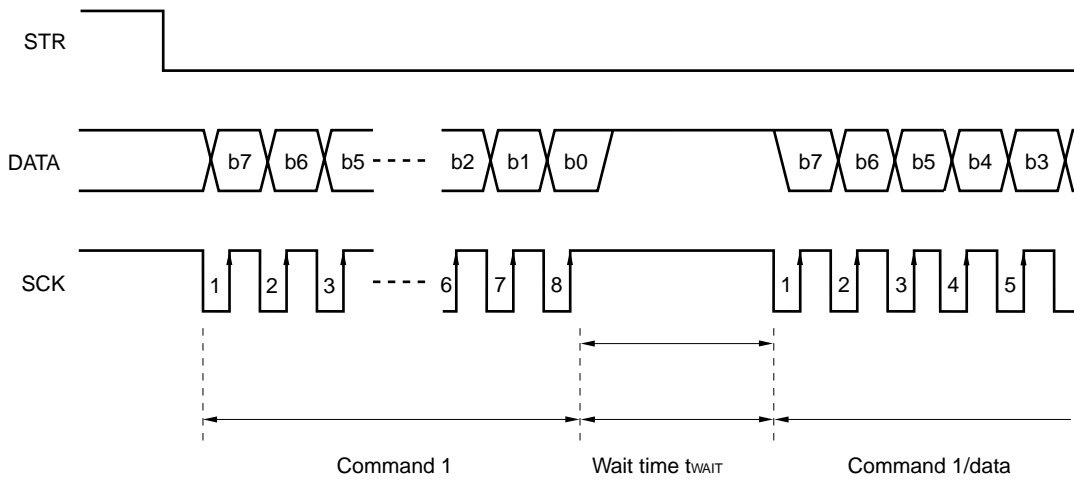 STR
DATA
b7 b6 b5 b2 b1 b0 b7 b6 b5 b4 b3
SCK
1 2 3 6 7 8 1 2 3 4 5
Command 1 Wait time tWAIT Command 1/data